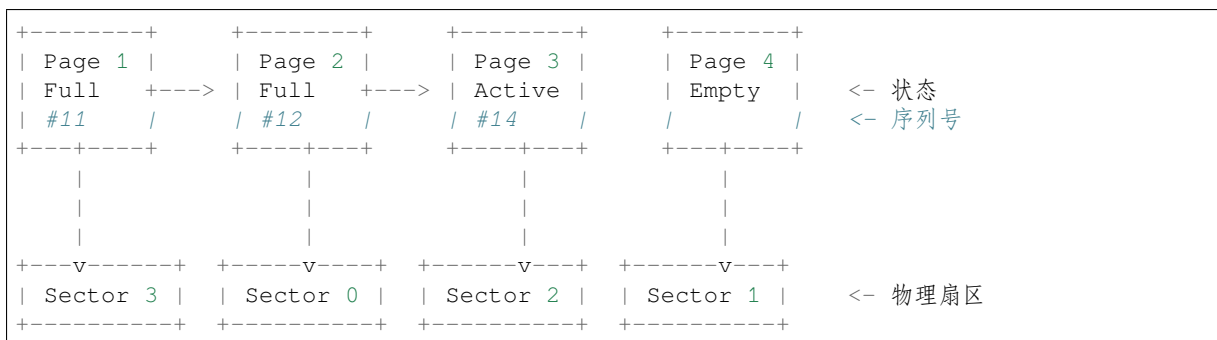 +--------+     +--------+     +--------+     +--------+
| Page 1 |     | Page 2 |     | Page 3 |     | Page 4 |
| Full   +---> | Full   +---> | Active |     | Empty  |   <- 状态
| #11    |     | #12    |     | #14    |     |        |   <- 序列号
+---+----+     +----+---+     +----+---+     +---+----+
    |               |              |             |
    |               |              |             |
    |               |              |             |
+---v------+  +-----v----+  +------v---+  +------v---+
| Sector 3 |  | Sector 0 |  | Sector 2 |  | Sector 1 |   <- 物理扇区
+----------+  +----------+  +----------+  +----------+